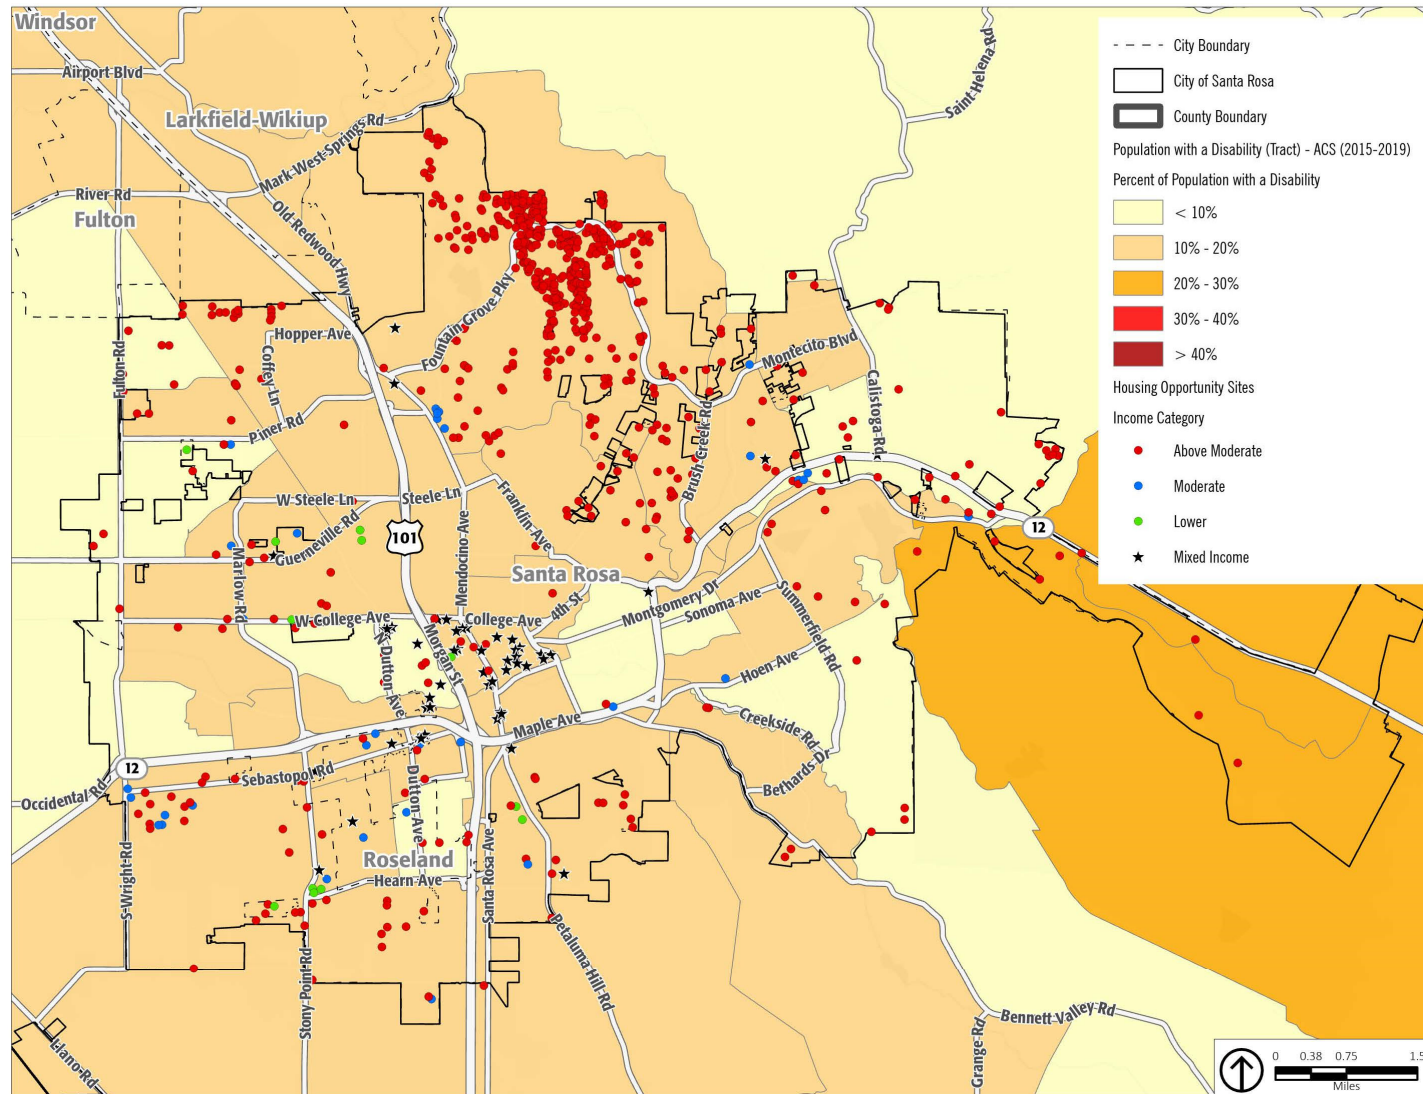 Windsor
Airport Blvd
Larkfield-Wikiup
Mark West Springs Rd
River Rd
Fulton
Old Redwood Hwy
Saint Helena Rd
Hopper Ave
Fountain Grove Pky
Coffey Ln
Fulton Rd
Montecito Blvd
Calistoga Rd
Piner Rd
Brush Creek Rd
W Steele Ln
Steele Ln
Franklin Ave
Guerneville Rd
101
Mendocino Ave
12
Marlow Rd
Santa Rosa
4th St
Montgomery Dr
Sonoma Ave
Summerfield Rd
W College Ave
College Ave
N Dutton Ave
Morgan St
Hoen Ave
Maple Ave
Creekside Rd
Bethards Dr
12
Occidental Rd
Sebastopol Rd
Dutton Ave
S Wright Rd
Roseland
Hearn Ave
Santa Rosa Ave
Stony Point Rd
Petaluma Hill Rd
Llano Rd
Grange Rd
Bennett Valley Rd
City Boundary
City of Santa Rosa
County Boundary
Population with a Disability (Tract) - ACS (2015-2019)
Percent of Population with a Disability
< 10%
10% - 20%
20% - 30%
30% - 40%
> 40%
Housing Opportunity Sites
Income Category
Above Moderate
Moderate
Lower
Mixed Income
0 0.38 0.75 1.5
Miles